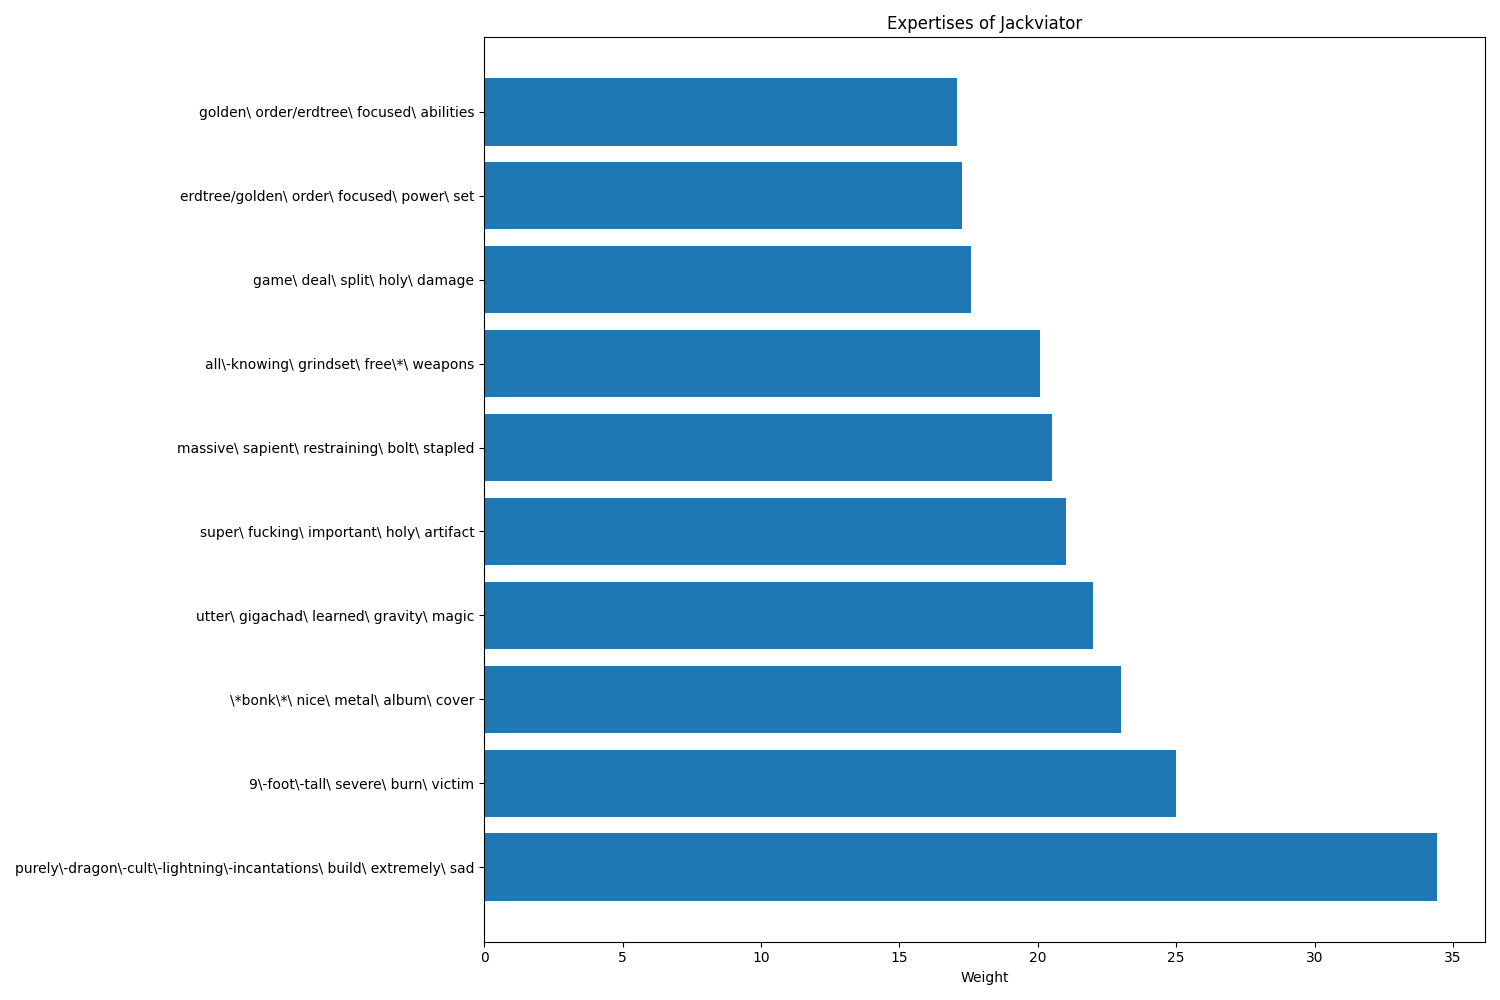 Expertises of Jackviator
golden\ order/erdtree\ focused\ abilities
erdtree/golden\ order\ focused\ power\ set
game\ deal\ split\ holy\ damage
all\-knowing\ grindset\ free\*\ weapons
massive\ sapient\ restraining\ bolt\ stapled
super\ fucking\ important\ holy\ artifact
utter\ gigachad\ learned\ gravity\ magic
\*bonk\*\ nice\ metal\ album\ cover
9\-foot\-tall\ severe\ burn\ victim
purely\-dragon\-cult\-lightning\-incantations\ build\ extremely\ sad
0 5 10 15 20 25 30 35
Weight